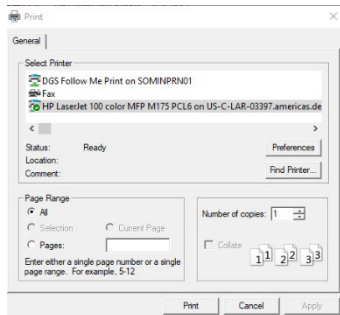 Print
General
Select Printer
DGS Follow Me Print on SOMINPRN01
Fax
HP LaserJet 100 color MFP M175 PCL6 on US-C-LAR-03397.americas.de
Status: Ready
Preferences
Location:
Comment:
Find Printer...
Page Range
All
Selection
Current Page
Pages:
Enter either a single page number or a single
page range. For example, 5-12
Number of copies: 1
Collate
1 1 2 2 3 3
Print
Cancel
Apply